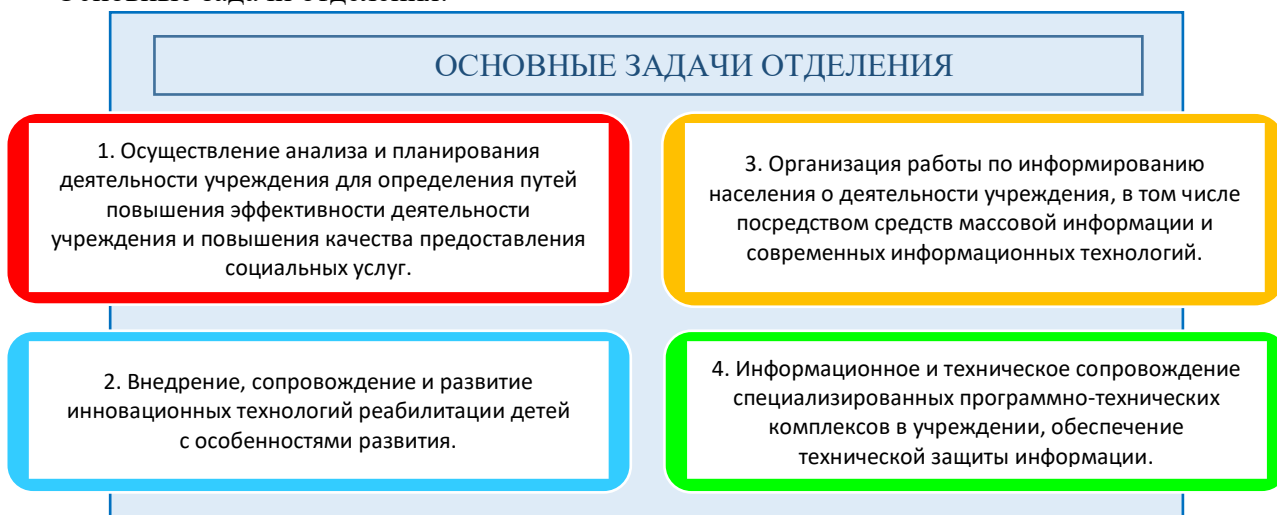 Основные задачи отделения:
ОСНОВНЫЕ ЗАДАЧИ ОТДЕЛЕНИЯ
1. Осуществление анализа и планирования
деятельности учреждения для определения путей
повышения эффективности деятельности
учреждения и повышения качества предоставления
социальных услуг.
2. Внедрение, сопровождение и развитие
инновационных технологий реабилитации детей
с особенностями развития.
3. Организация работы по информированию
населения о деятельности учреждения, в том числе
посредством средств массовой информации и
современных информационных технологий.
4. Информационное и техническое сопровождение
специализированных программно-технических
комплексов в учреждении, обеспечение
технической защиты информации.